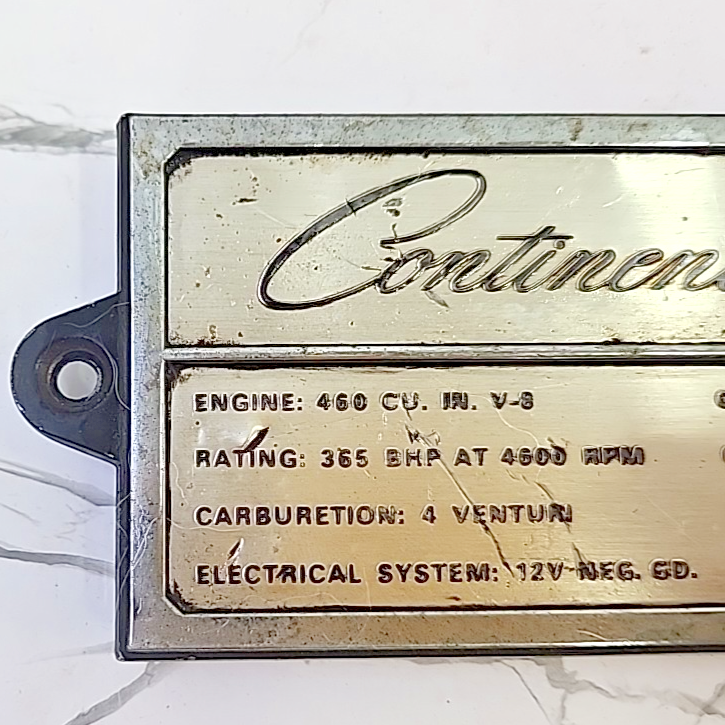 Continen
ENGINE: 460 CU. IN. V-8
RATING: 365 BHP AT 4600 RPM
CARBURETION: 4 VENTURI
ELECTRICAL SYSTEM: 12V NEG. GD.